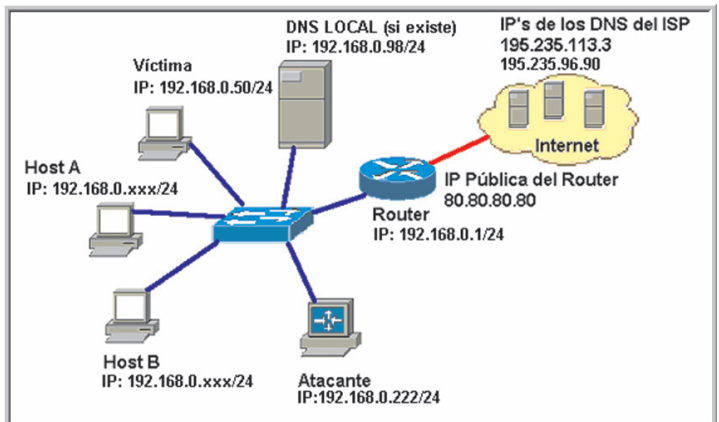 DNS LOCAL (si existe)
IP: 192.168.0.98/24
IP's de los DNS del ISP
195.235.113.3
195.235.96.90
Víctima
IP: 192.168.0.50/24
Internet
Host A
IP: 192.168.0.xxx/24
IP Pública del Router
80.80.80.80
Router
IP: 192.168.0.1/24
Host B
IP: 192.168.0.xxx/24
Atacante
IP:192.168.0.222/24